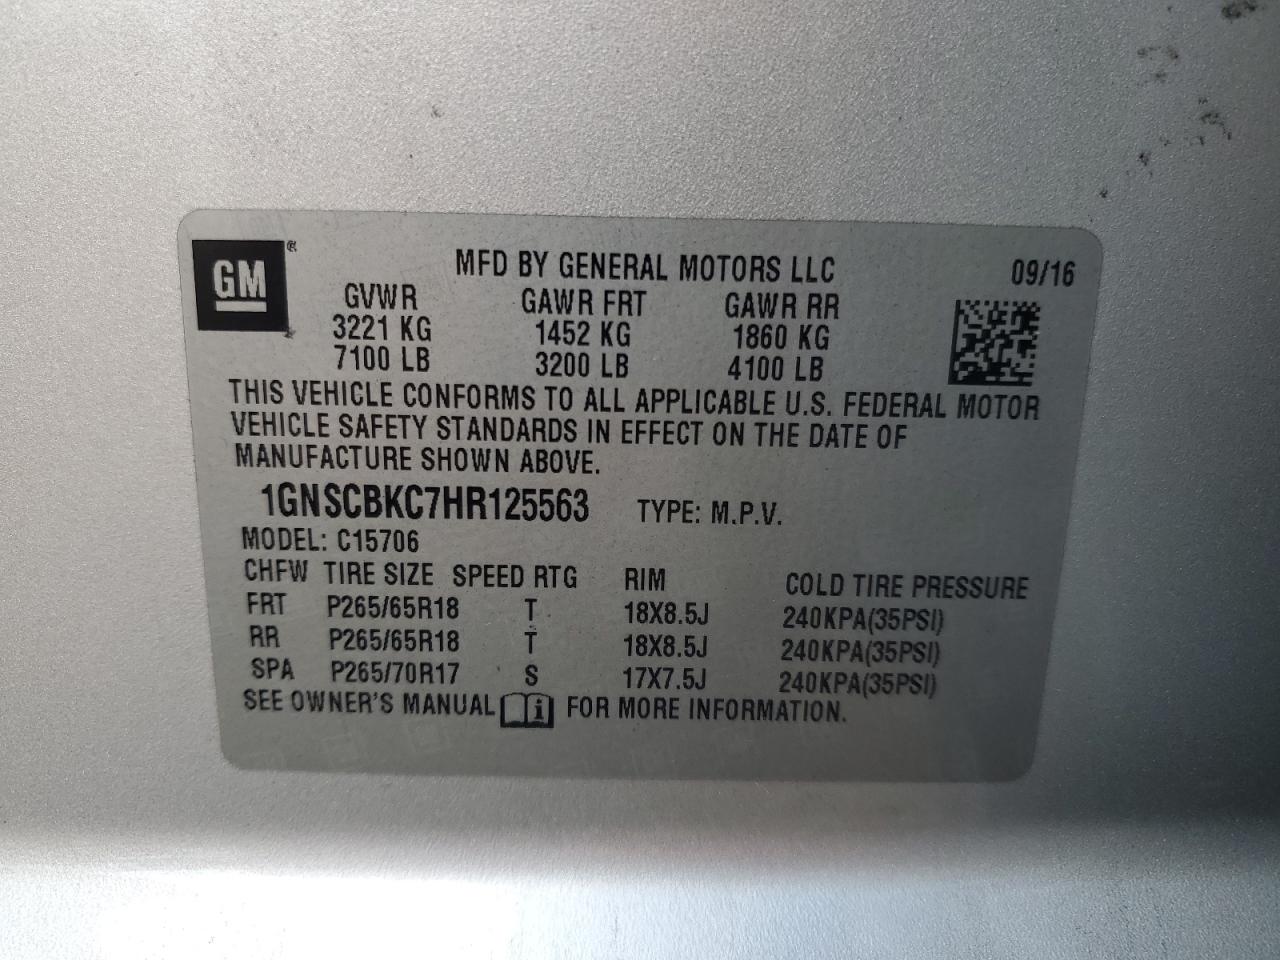 GM ®
MFD BY GENERAL MOTORS LLC 09/16
GVWR GAWR FRT GAWR RR
3221 KG 1452 KG 1860 KG
7100 LB 3200 LB 4100 LB
THIS VEHICLE CONFORMS TO ALL APPLICABLE U.S. FEDERAL MOTOR
VEHICLE SAFETY STANDARDS IN EFFECT ON THE DATE OF
MANUFACTURE SHOWN ABOVE.
1GNSCBKC7HR125563 TYPE: M.P.V.
MODEL: C15706
CHFW TIRE SIZE SPEED RTG RIM COLD TIRE PRESSURE
FRT P265/65R18 T 18X8.5J 240KPA(35PSI)
RR P265/65R18 T 18X8.5J 240KPA(35PSI)
SPA P265/70R17 S 17X7.5J 240KPA(35PSI)
SEE OWNER'S MANUAL i FOR MORE INFORMATION.